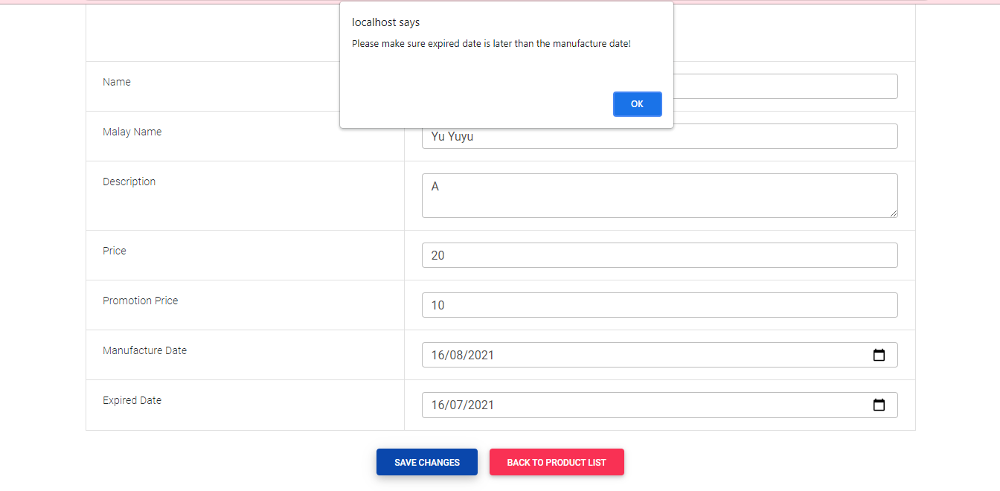 localhost says
Please make sure expired date is later than the manufacture date!
OK
Name
Malay Name
Yu Yuyu
Description
A
Price
20
Promotion Price
10
Manufacture Date
16/08/2021
Expired Date
16/07/2021
SAVE CHANGES
BACK TO PRODUCT LIST